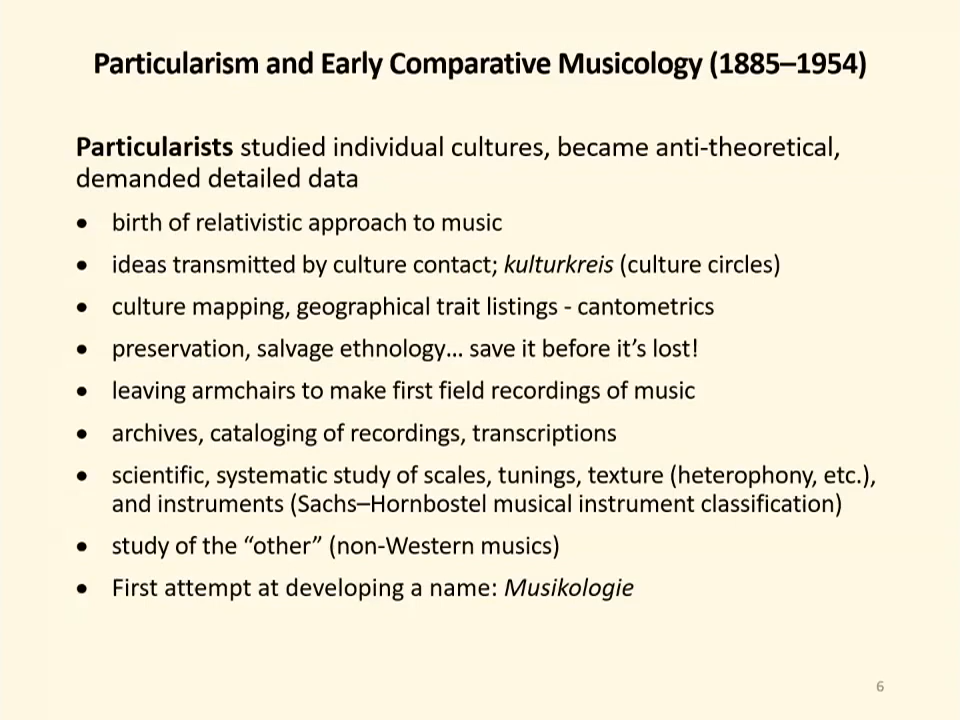 Particularism and Early Comparative Musicology (1885–1954)
Particularists studied individual cultures, became anti-theoretical,
demanded detailed data
• birth of relativistic approach to music
• ideas transmitted by culture contact; kulturkreis (culture circles)
• culture mapping, geographical trait listings - cantometrics
• preservation, salvage ethnology… save it before it’s lost!
• leaving armchairs to make first field recordings of music
• archives, cataloging of recordings, transcriptions
• scientific, systematic study of scales, tunings, texture (heterophony, etc.),
and instruments (Sachs–Hornbostel musical instrument classification)
• study of the “other” (non-Western musics)
• First attempt at developing a name: Musikologie
6